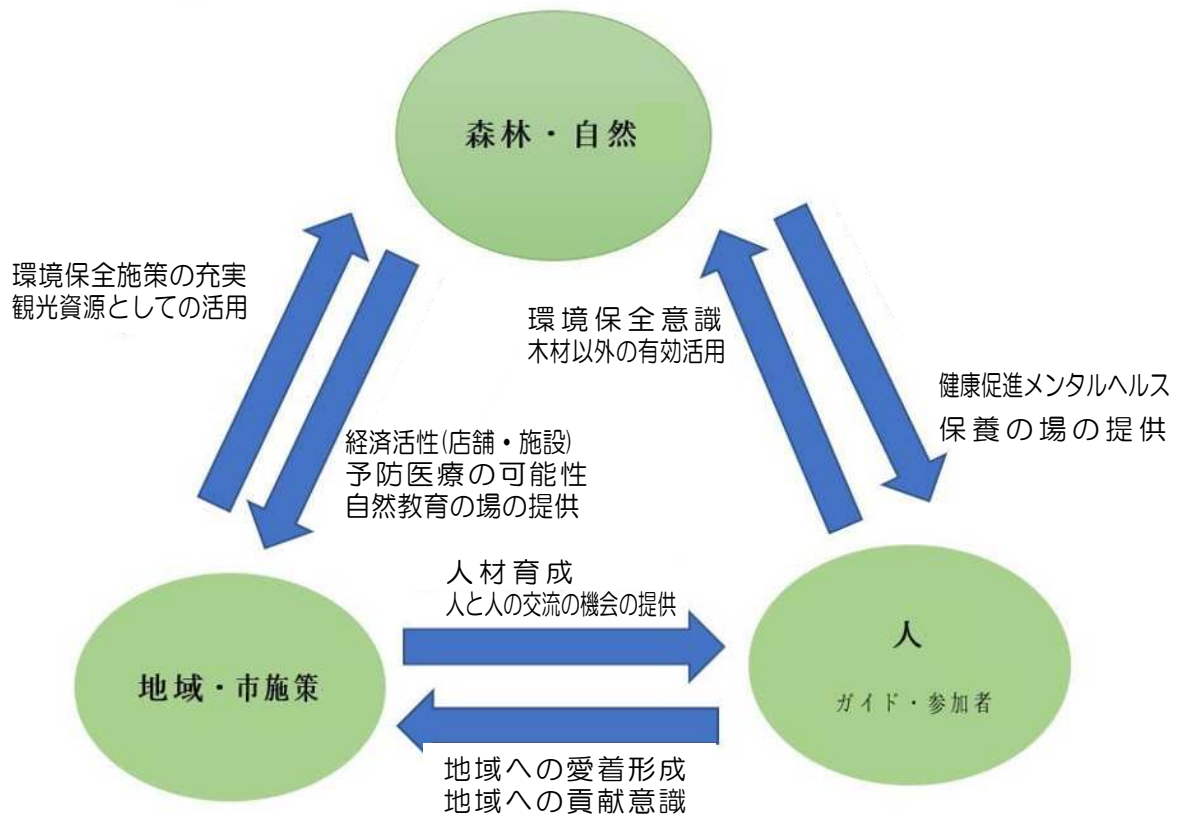 森林・自然
環境保全施策の充実
観光資源としての活用
環境保全意識
木材以外の有効活用
健康促進メンタルヘルス
保養の場の提供
経済活性(店舗・施設)
予防医療の可能性
自然教育の場の提供
人材育成
人と人の交流の機会の提供
地域・市施策
人
ガイド・参加者
地域への愛着形成
地域への貢献意識